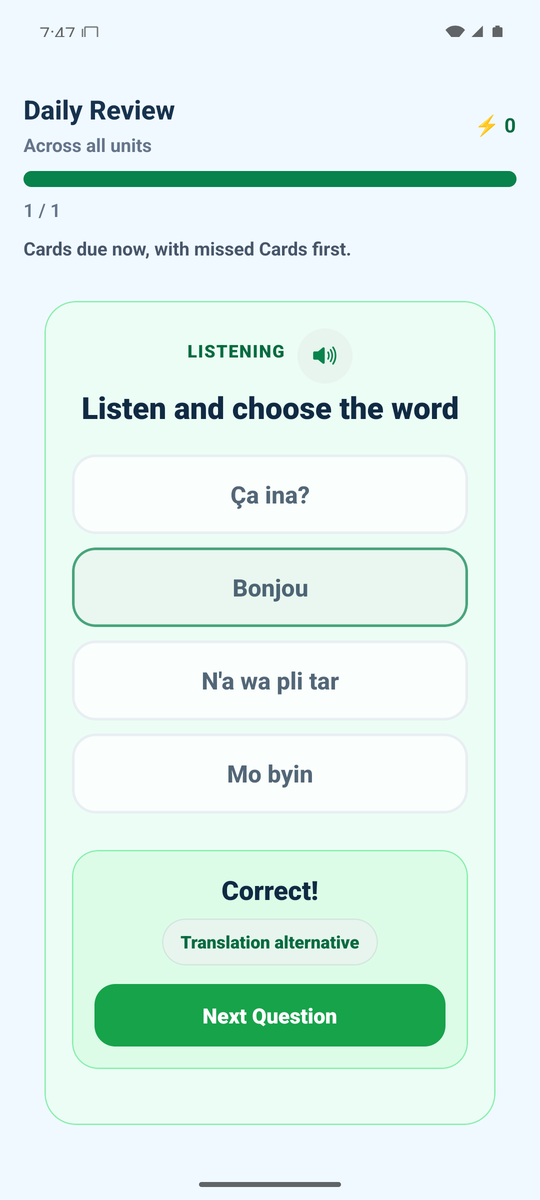 7:47
Daily Review
⚡ 0
Across all units
1 / 1
Cards due now, with missed Cards first.
LISTENING
Listen and choose the word
Ça ina?
Bonjou
N'a wa pli tar
Mo byin
Correct!
Translation alternative
Next Question